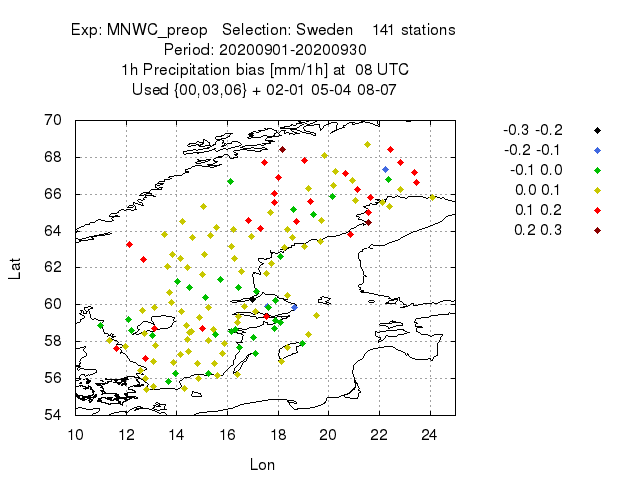 Exp: MNWC_preop   Selection: Sweden    141 stations
Period: 20200901-20200930
1h Precipitation bias [mm/1h] at  08 UTC
Used {00,03,06} + 02-01 05-04 08-07
70
68
66
64
62
60
58
56
54
Lat
10 12 14 16 18 20 22 24
Lon
-0.3 -0.2
-0.2 -0.1
-0.1 0.0
0.0 0.1
0.1 0.2
0.2 0.3